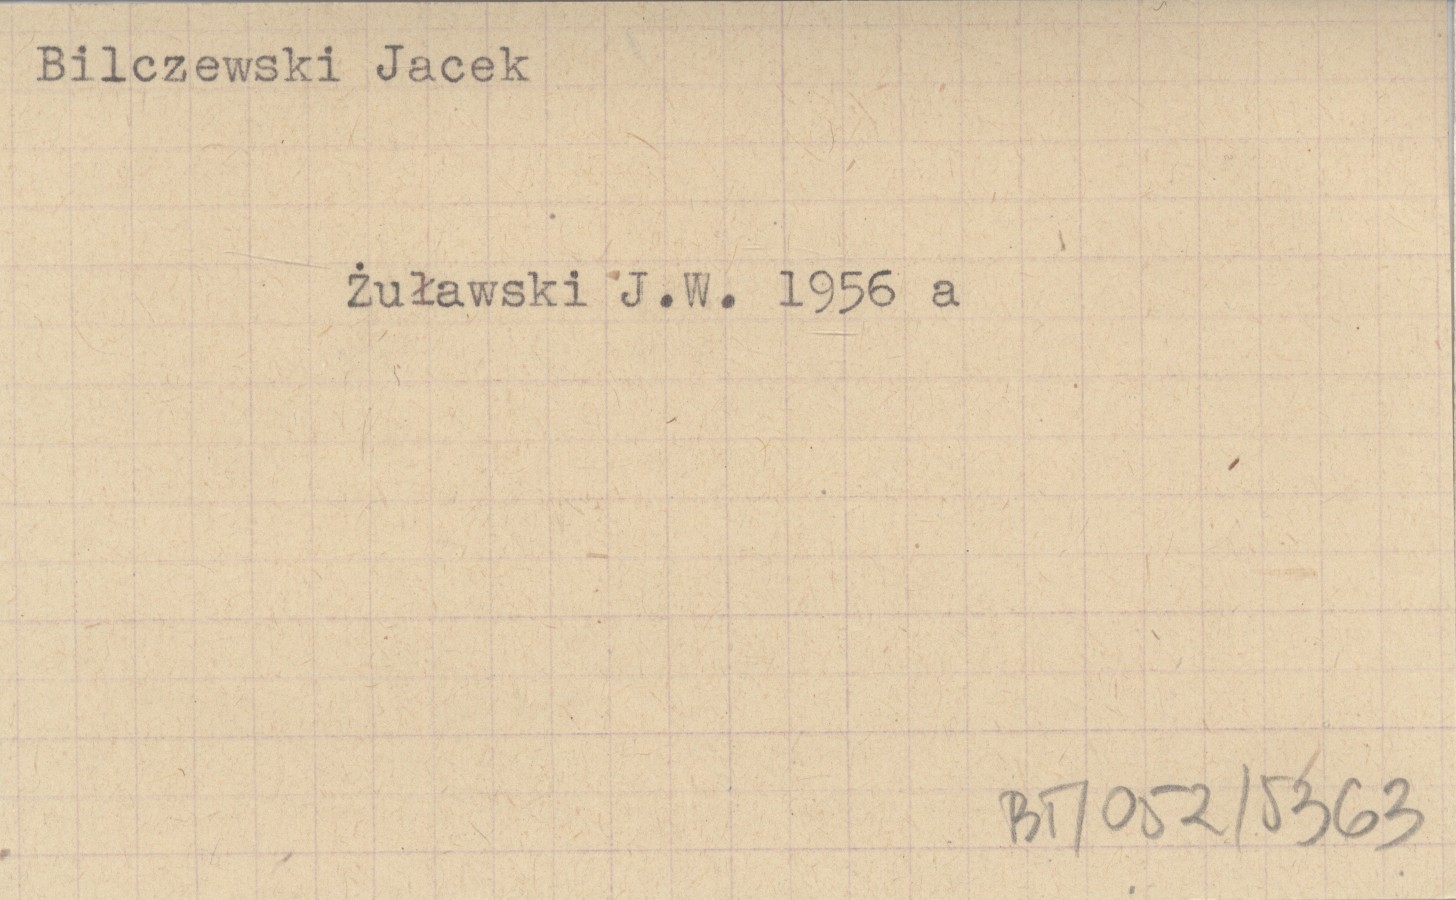 Bilczewski Jacek
Żuławski J.W. 1956 a
BT/052/5363